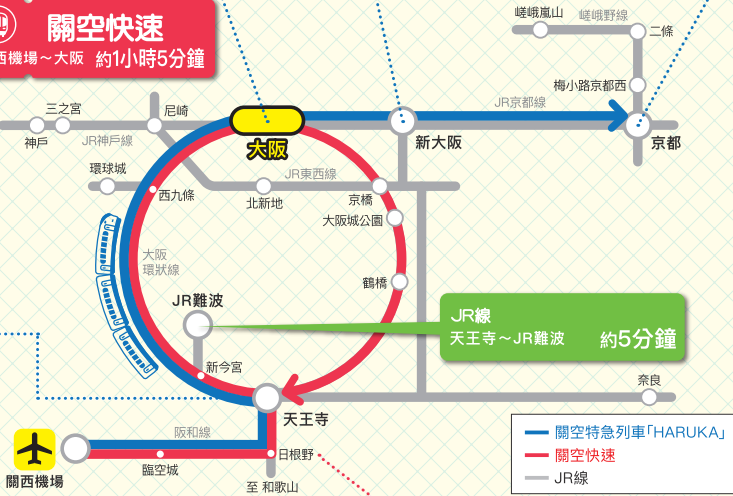 關空快速
西機場～大阪 約1小時5分鐘
嵯峨嵐山
嵯峨野線
二條
梅小路京都西
三之宮
尼崎
JR京都線
神戶
JR神戶線
大阪
新大阪
京都
環球城
西九條
JR東西線
北新地
京橋
大阪城公園
大阪
環狀線
鶴橋
JR難波
JR線
天王寺～JR難波 約5分鐘
新今宮
奈良
天王寺
阪和線
日根野
臨空城
關西機場
至 和歌山
關空特急列車「HARUKA」
關空快速
JR線